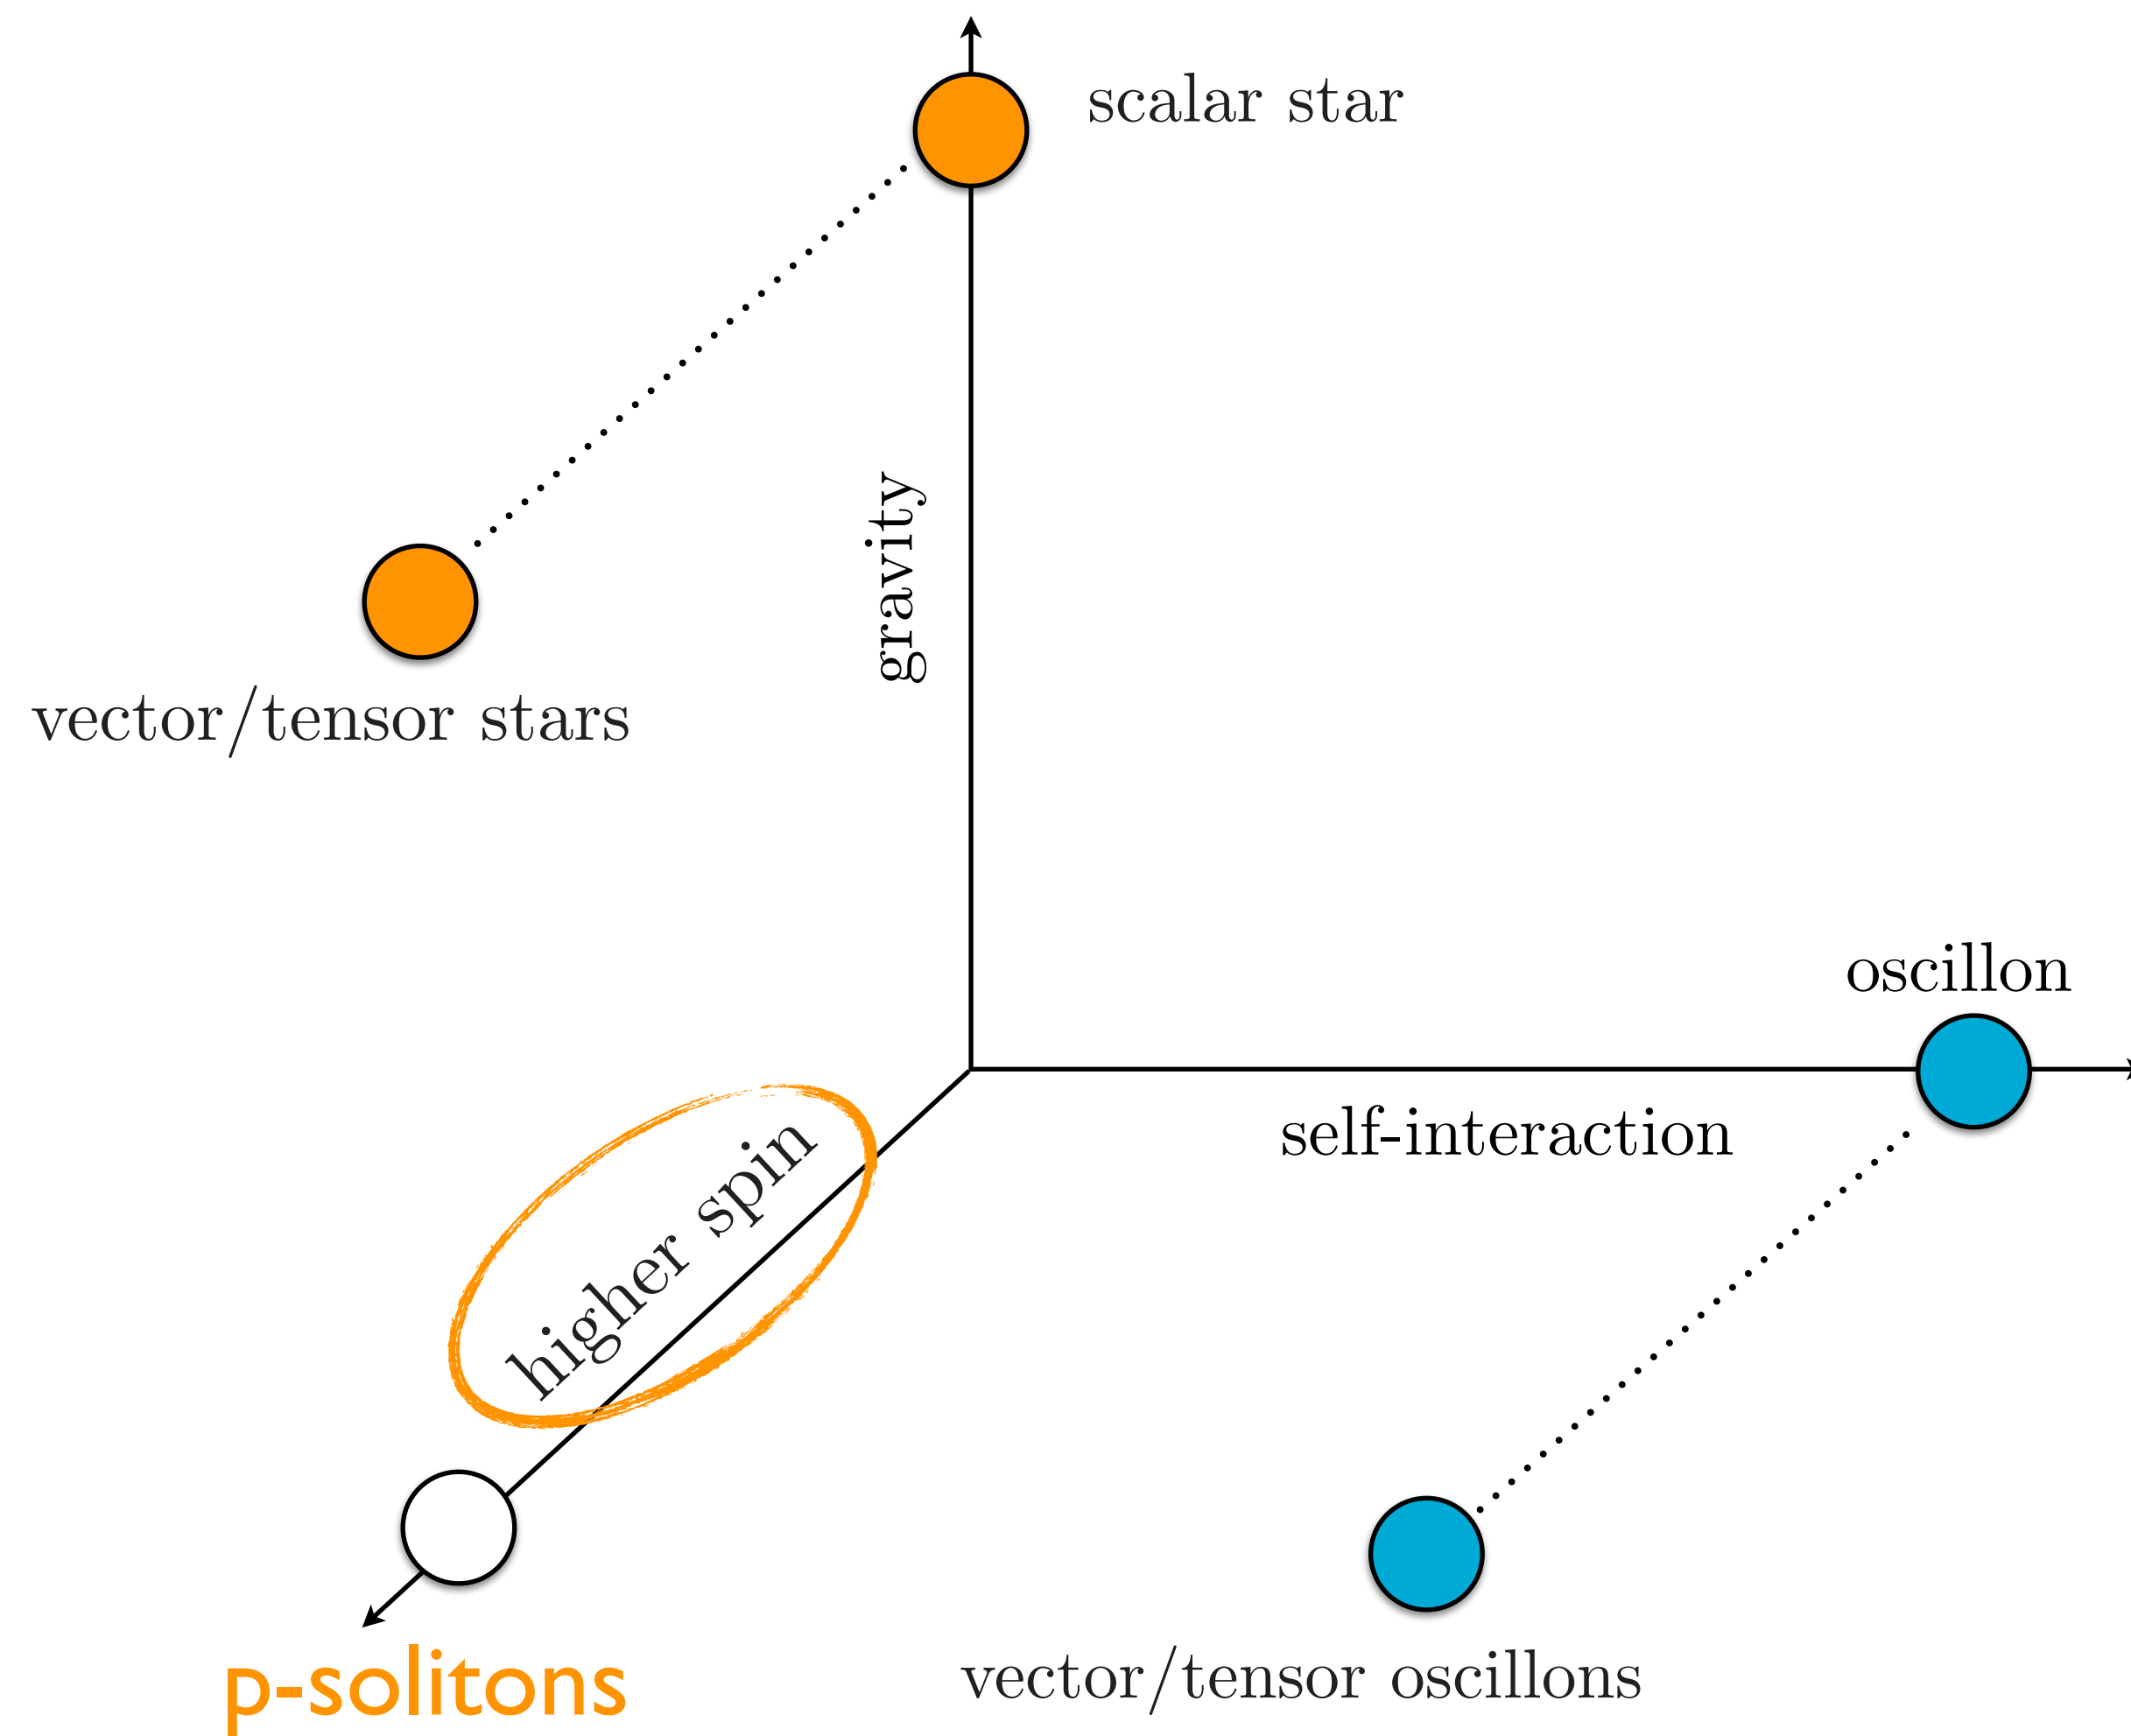 scalar star
gravity
vector/tensor stars
oscillon
self-interaction
higher spin
p-solitons
vector/tensor oscillons